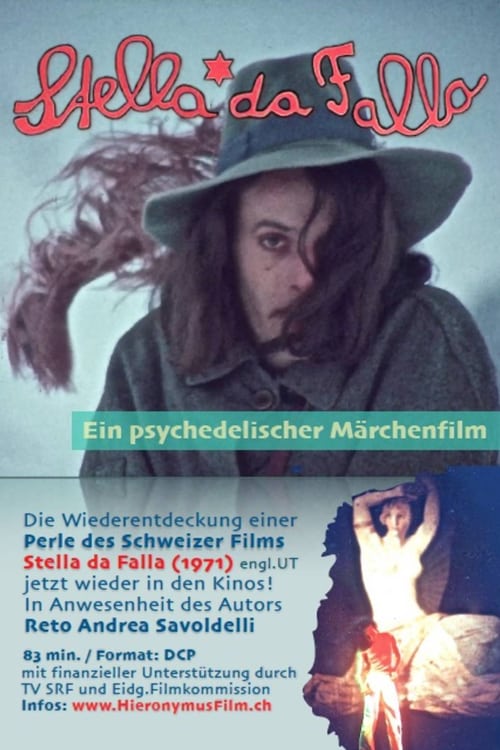 Stella da Falla
Ein psychedelischer Märchenfilm
Die Wiederentdeckung einer
Perle des Schweizer Films
Stella da Falla (1971) engl.UT
jetzt wieder in den Kinos!
In Anwesenheit des Autors
Reto Andrea Savoldelli
83 min. / Format: DCP
mit finanzieller Unterstützung durch
TV SRF und Eidg.Filmkommission
Infos: www.HieronymusFilm.ch